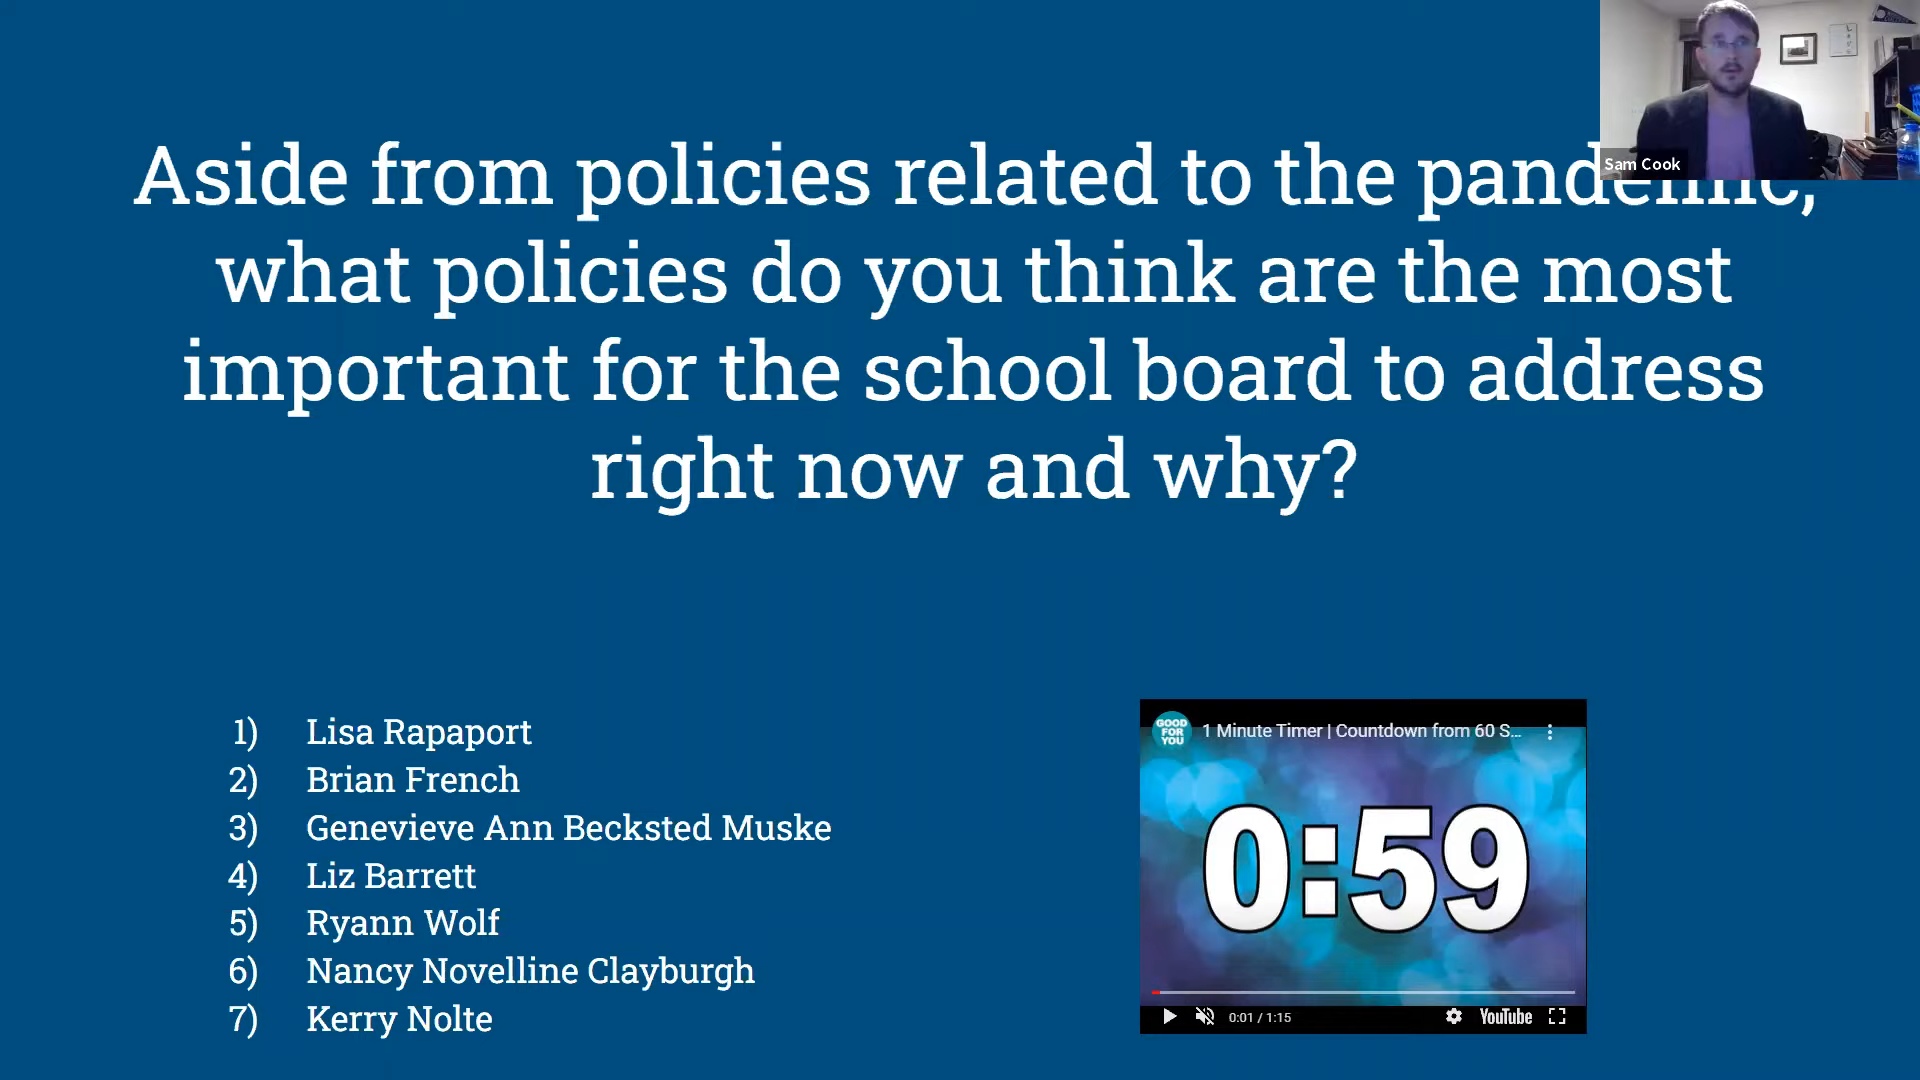 Aside from policies related to the pandemic,
what policies do you think are the most
important for the school board to address
right now and why?
Sam Cook
1) Lisa Rapaport
2) Brian French
3) Genevieve Ann Becksted Muske
4) Liz Barrett
5) Ryann Wolf
6) Nancy Novelline Clayburgh
7) Kerry Nolte
GOOD
FOR
YOU
1 Minute Timer | Countdown from 60 S...
0:59
0:01 / 1:15
YouTube